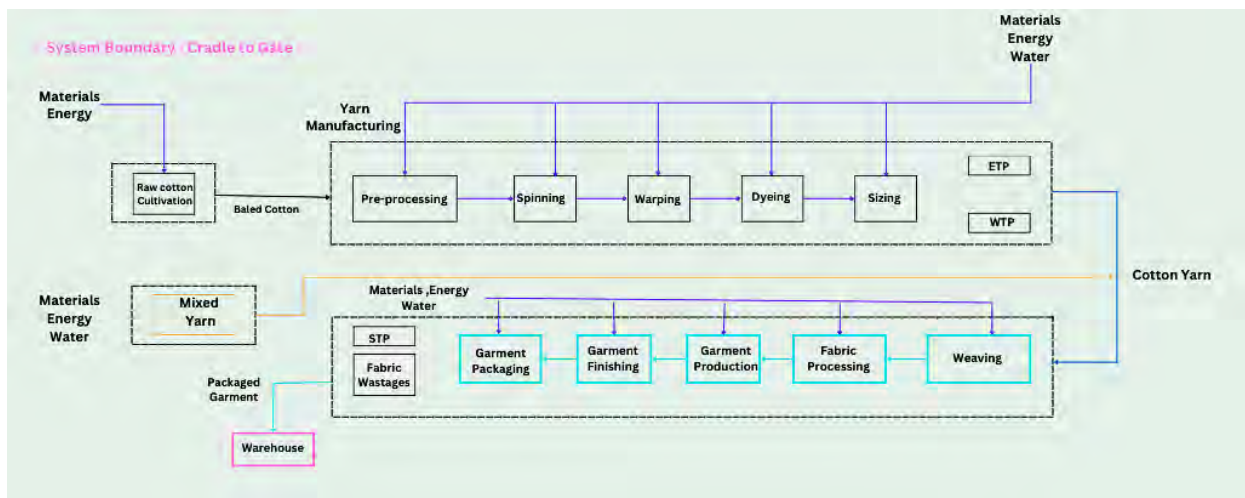 System Boundary : Cradle to Gate
Materials
Energy
Water
Materials
Energy
Yarn
Manufacturing
Raw cotton
Cultivation
Baled Cotton
Pre-processing
Spinning
Warping
Dyeing
Sizing
ETP
WTP
Cotton Yarn
Materials
Energy
Water
Mixed
Yarn
Materials ,Energy
Water
STP
Fabric
Wastages
Garment
Packaging
Garment
Finishing
Garment
Production
Fabric
Processing
Weaving
Packaged
Garment
Warehouse